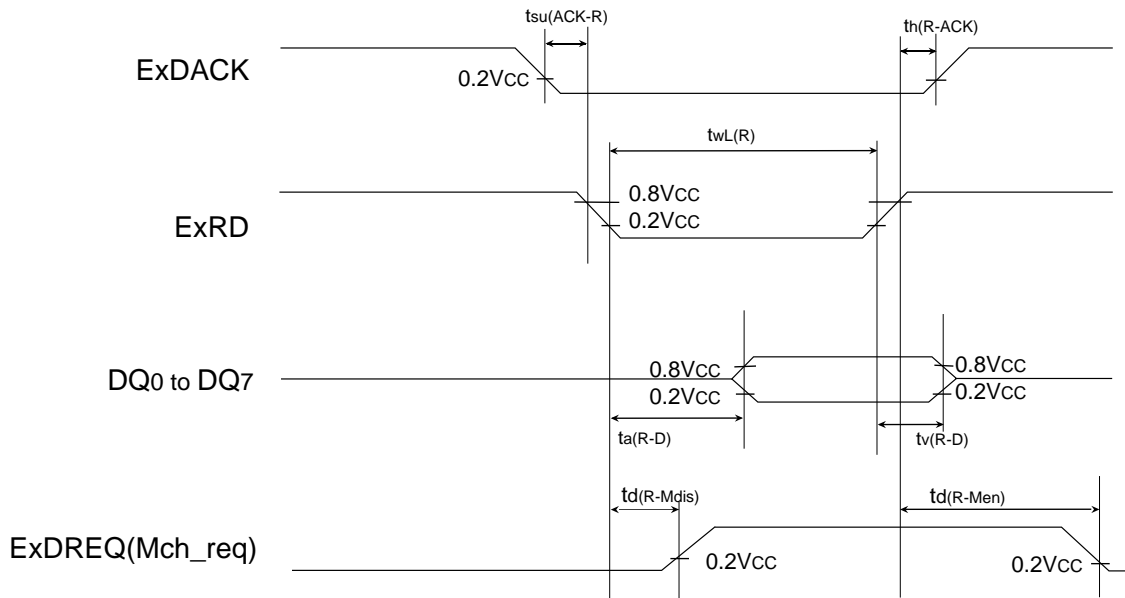 tsu(ACK-R)
th(R-ACK)
ExDACK
0.2VCC
twL(R)
0.8VCC
ExRD
0.2VCC
DQ0 to DQ7
0.8VCC
0.8VCC
0.2VCC
0.2VCC
ta(R-D)
tv(R-D)
td(R-Mdis)
td(R-Men)
ExDREQ(Mch_req)
0.2VCC
0.2VCC